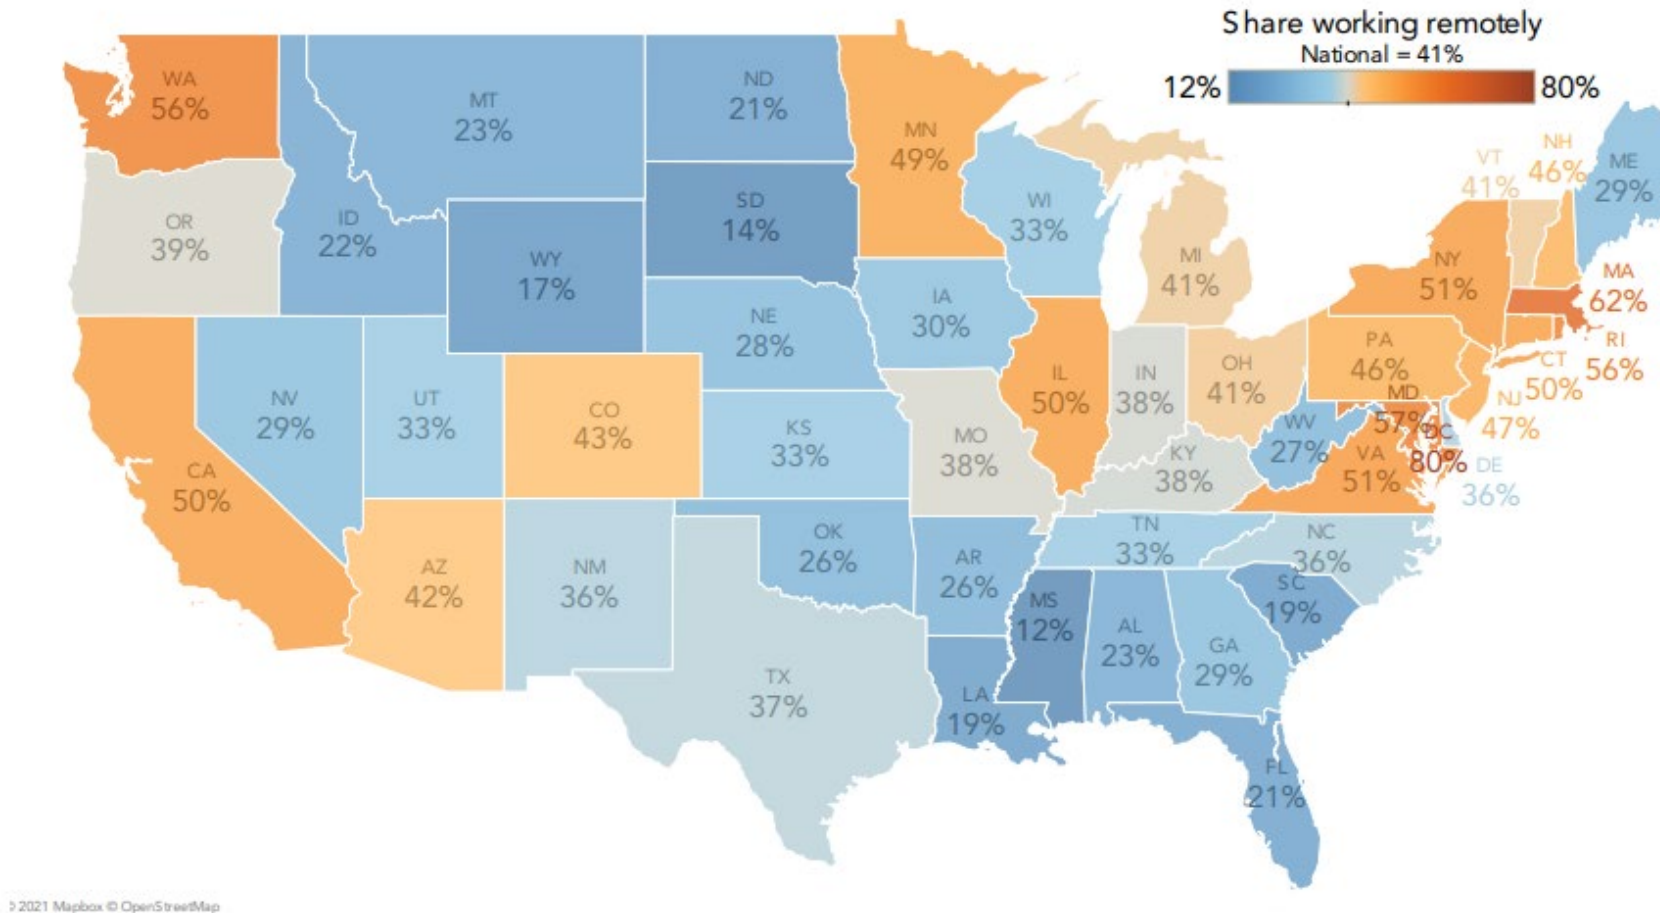 Share working remotely
National = 41%
12%
80%
WA
56%
MT
23%
ND
21%
MN
49%
OR
39%
ID
22%
WY
17%
SD
14%
WI
33%
MI
41%
VT
41%
NH
46%
ME
29%
NY
51%
MA
62%
RI
56%
CT
50%
NJ
47%
PA
46%
MD
57%
DC
80%
DE
36%
NE
28%
IA
30%
IL
50%
IN
38%
OH
41%
WV
27%
VA
51%
NV
29%
UT
33%
CO
43%
KS
33%
MO
38%
KY
38%
CA
50%
AZ
42%
NM
36%
OK
26%
AR
26%
TN
33%
NC
36%
SC
19%
MS
12%
AL
23%
GA
29%
TX
37%
LA
19%
FL
21%
2021 Mapbox © OpenStreetMap